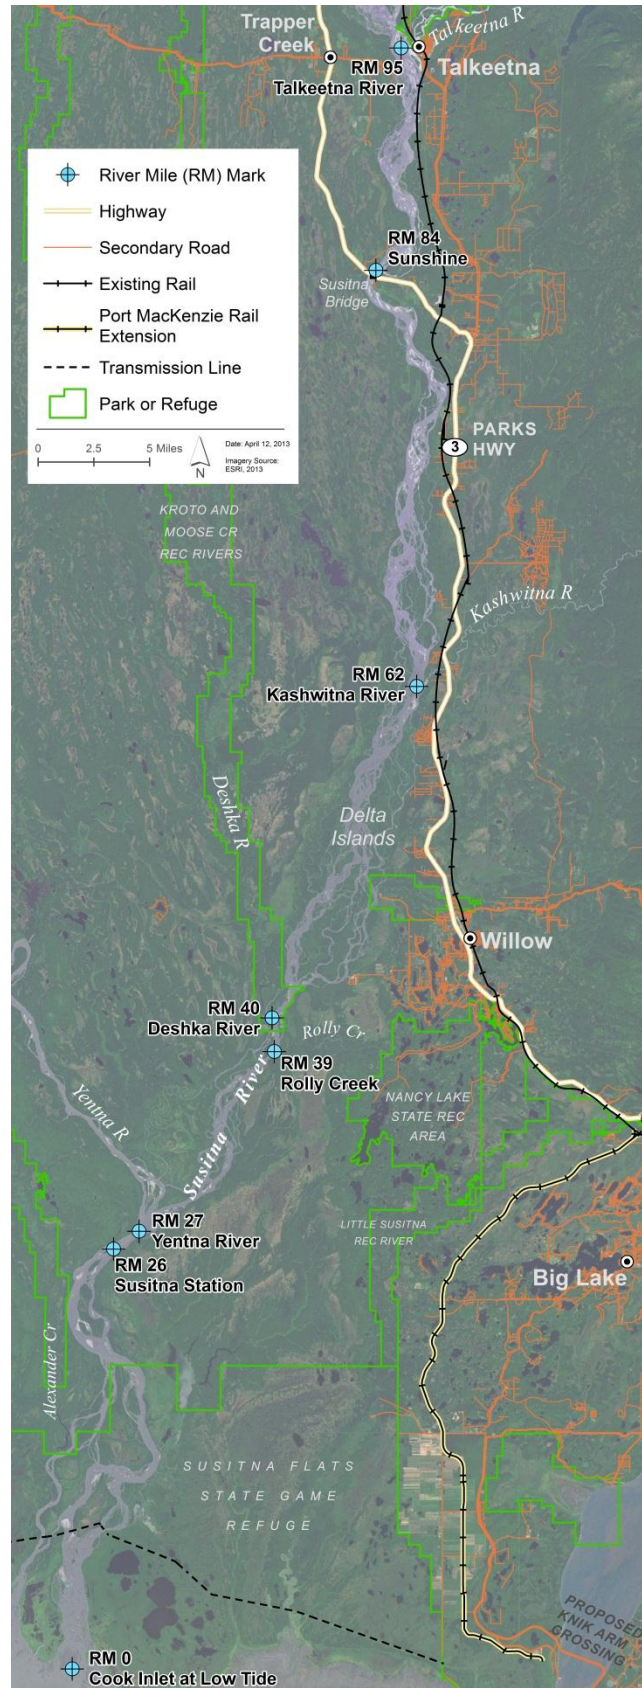 Trapper
Creek
Talkeetna R
RM 95
Talkeetna River
Talkeetna
River Mile (RM) Mark
Highway
Secondary Road
Existing Rail
Port MacKenzie Rail
Extension
Transmission Line
Park or Refuge
0 2.5 5 Miles
N
Date: April 12, 2013
Imagery Source:
ESRI, 2013
RM 84
Sunshine
Susitna
Bridge
PARKS
HWY
3
KROTO AND
MOOSE CR
REC RIVERS
Kashwitna R
RM 62
Kashwitna River
Deshka R
Delta
Islands
Willow
RM 40
Deshka River
Rolly Cr
RM 39
Rolly Creek
Susitna River
Yentna R
NANCY LAKE
STATE REC
AREA
RM 27
Yentna River
LITTLE SUSITNA
REC RIVER
RM 26
Susitna Station
Big Lake
Alexander Cr
SUSITNA FLATS
STATE GAME
REFUGE
PROPOSED
KNIK ARM
CROSSING
RM 0
Cook Inlet at Low Tide